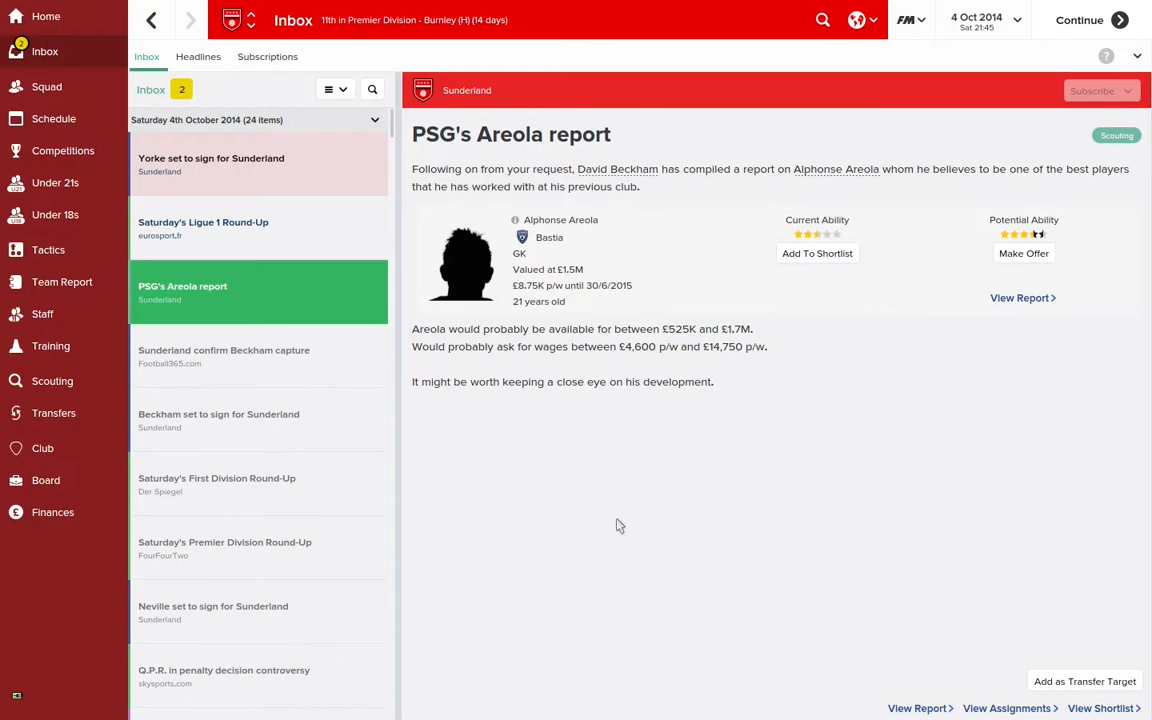 Home
Inbox
2
Squad
Schedule
Competitions
Under 21s
Under 18s
Tactics
Team Report
Staff
Training
Scouting
Transfers
Club
Board
Finances
Inbox 11th in Premier Division - Burnley (H) (14 days)
FM
4 Oct 2014
Sat 21:45
Continue
Inbox Headlines Subscriptions
?
Inbox 2
Saturday 4th October 2014 (24 items)
Yorke set to sign for Sunderland
Sunderland
Saturday's Ligue 1 Round-Up
eurosport.fr
PSG's Areola report
Sunderland
Sunderland confirm Beckham capture
Football365.com
Beckham set to sign for Sunderland
Sunderland
Saturday's First Division Round-Up
Der Spiegel
Saturday's Premier Division Round-Up
FourFourTwo
Neville set to sign for Sunderland
Sunderland
Q.P.R. in penalty decision controversy
skysports.com
Sunderland
Subscribe
PSG's Areola report
Scouting
Following on from your request, David Beckham has compiled a report on Alphonse Areola whom he believes to be one of the best players
that he has worked with at his previous club.
Alphonse Areola
Bastia
GK
Valued at £1.5M
£8.75K p/w until 30/6/2015
21 years old
Current Ability
Add To Shortlist
Potential Ability
Make Offer
View Report
Areola would probably be available for between £525K and £1.7M.
Would probably ask for wages between £4,600 p/w and £14,750 p/w.
It might be worth keeping a close eye on his development.
Add as Transfer Target
View Report View Assignments View Shortlist